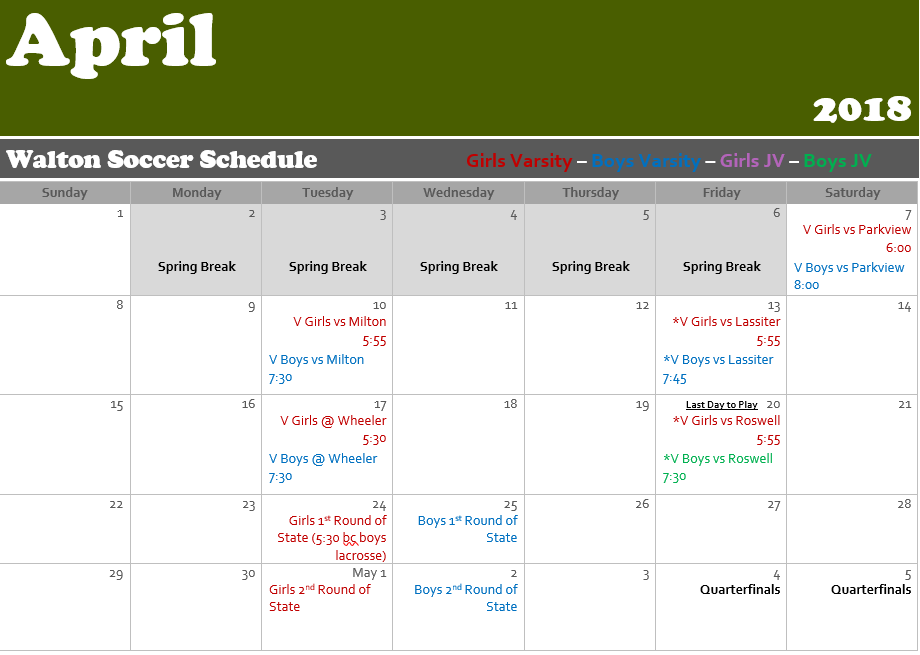 April
2018
Walton Soccer Schedule
Girls Varsity – Boys Varsity – Girls JV – Boys JV
Sunday
Monday
Tuesday
Wednesday
Thursday
Friday
Saturday
1
2
Spring Break
3
Spring Break
4
Spring Break
5
Spring Break
6
Spring Break
7
V Girls vs Parkview
6:00
V Boys vs Parkview
8:00
8
9
10
V Girls vs Milton
5:55
V Boys vs Milton
7:30
11
12
13
*V Girls vs Lassiter
5:55
*V Boys vs Lassiter
7:45
14
15
16
17
V Girls @ Wheeler
5:30
V Boys @ Wheeler
7:30
18
19
Last Day to Play 20
*V Girls vs Roswell
5:55
*V Boys vs Roswell
7:30
21
22
23
24
Girls 1st Round of
State (5:30 bc boys
lacrosse)
25
Boys 1st Round of
State
26
27
28
29
30
May 1
Girls 2nd Round of
State
2
Boys 2nd Round of
State
3
4
Quarterfinals
5
Quarterfinals